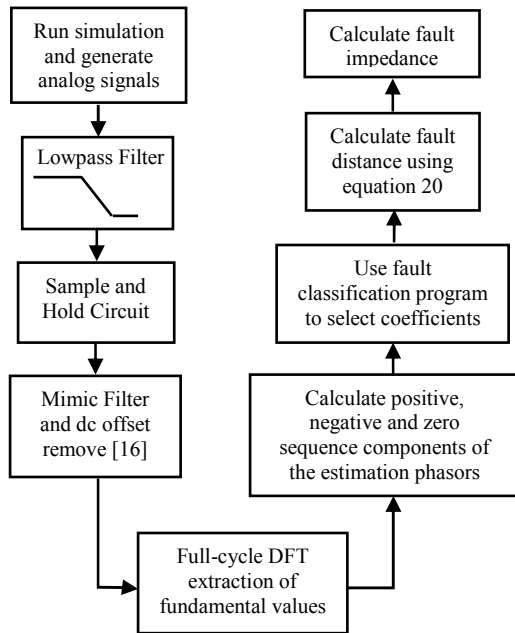 Run simulation
and generate
analog signals
Lowpass Filter
Sample and
Hold Circuit
Mimic Filter
and dc offset
remove [16]
Full-cycle DFT
extraction of
fundamental values
Calculate positive,
negative and zero
sequence components of
the estimation phasors
Use fault
classification program
to select coefficients
Calculate fault
distance using
equation 20
Calculate fault
impedance